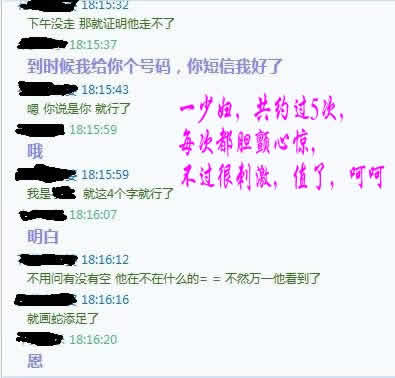 18:15:32
下午没走 那就证明他走不了
18:15:37
到时候我给你个号码，你短信我好了
18:15:43
嗯 你说是你 就行了
18:15:59
哦
18:15:59
我是 就这4个字就行了
18:16:07
明白
18:16:12
不用问有没有空 他在不在什么的= = 不然万一他看到了
18:16:16
就画蛇添足了
18:16:20
恩
一少妇，共约过5次，
每次都胆颤心惊，
不过很刺激，值了，呵呵